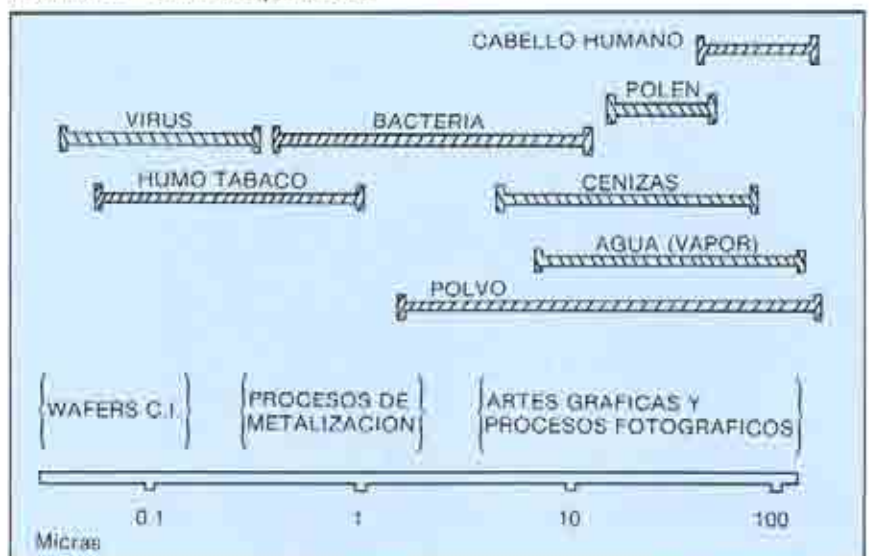 CABELLO HUMANO
POLEN
VIRUS
BACTERIA
HUMO TABACO
CENIZAS
AGUA (VAPOR)
POLVO
WAFERS C.I.
PROCESOS DE
METALIZACION
ARTES GRAFICAS Y
PROCESOS FOTOGRAFICOS
0.1
1
10
100
Micras